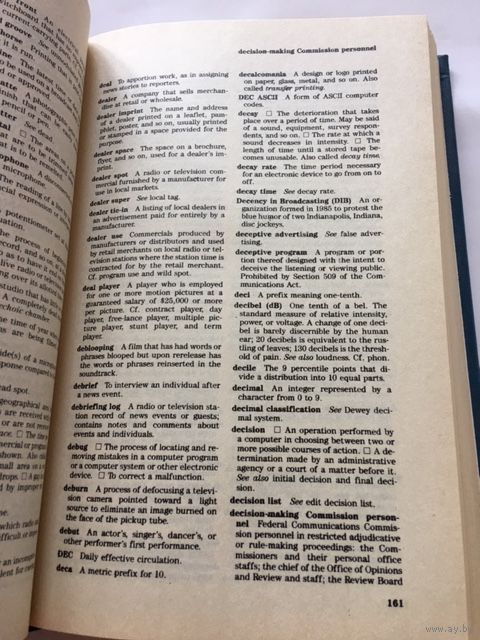 decision-making Commission personnel
deal To apportion work, as in assigning
news stories to reporters.
dealer A company that sells merchan-
dise at retail or wholesale.
dealer imprint The name and address
of a dealer printed on a leaflet, pam-
phlet, poster, and so on, usually printed
or stamped in a space provided for the
purpose.
dealer space The space on a brochure,
flyer, and so on, used for a dealer's im-
print.
dealer spot A radio or television com-
mercial furnished by a manufacturer for
use in local markets.
dealer super See local tag.
dealer tie-in A listing of local dealers in
an advertisement paid for entirely by a
manufacturer.
dealer use Commercials produced by
manufacturers or distributors and used
by retail merchants on local radio or tel-
evision stations where the station time is
contracted for by the retail merchant.
Cf. program use and wild spot.
deal player A player who is employed
for one or more motion pictures at a
guaranteed salary of $25,000 or more
per picture. Cf. contract player, day
player, free-lance player, multiple pic-
ture player, stunt player, and term
player.
deblooping A film that has had words or
phrases blooped but upon rerelease has
the words or phrases reinserted in the
soundtrack.
debrief To interview an individual after
a news event.
debriefing log A radio or television sta-
tion record of news events or guests;
contains notes and comments about
events and individuals.
debug □ The process of locating and re-
moving mistakes in a computer program
or a computer system or other electronic
device. □ To correct a malfunction.
deburn A process of defocusing a televi-
sion camera pointed toward a light
source to eliminate an image burned on
the face of the pickup tube.
debut An actor's, singer's, dancer's, or
other performer's first performance.
DEC Daily effective circulation.
deca A metric prefix for 10.
decalcomania A design or logo printed
on paper, glass, metal, and so on. Also
called transfer printing.
DEC ASCII A form of ASCII computer
codes.
decay □ The deterioration that takes
place over a period of time. May be said
of a sound, equipment, survey respon-
dents, and so on. □ The rate at which a
sound decreases in intensity. □ The
length of time until a stored tape be-
comes unusable. Also called decay time.
decay rate The time period necessary
for an electronic device to go from on to
off.
decay time See decay rate.
Decency in Broadcasting (DIB) An or-
ganization formed in 1985 to protest the
blue humor of two Indianapolis, Indiana,
disc jockeys.
deceptive advertising See false adver-
tising.
deceptive program A program or por-
tion thereof designed with the intent to
deceive the listening or viewing public.
Prohibited by Section 509 of the Com-
munications Act.
deci A prefix meaning one-tenth.
decibel (dB) One tenth of a bel. The
standard measure of relative intensity,
power, or voltage. A change of one deci-
bel is barely discernible by the human
ear; 20 decibels is equivalent to the rus-
tling of leaves; 130 decibels is the thresh-
old of pain. See also loudness. Cf. phon.
decile The 9 percentile points that di-
vide a distribution into 10 equal parts.
decimal An integer represented by a
character from 0 to 9.
decimal classification See Dewey deci-
mal system.
decision □ An operation performed by
a computer in choosing between two or
more possible courses of action. □ A de-
termination made by an administrative
agency or a court of a matter before it.
See also initial decision and final deci-
sion.
decision list See edit decision list.
decision-making Commission person-
nel Federal Communications Commis-
sion personnel in restricted adjudicative
or rule-making proceedings: the Com-
missioners and their personal office
staffs; the chief of the Office of Opinions
and Review and staff; the Review Board
161
www.ay.by